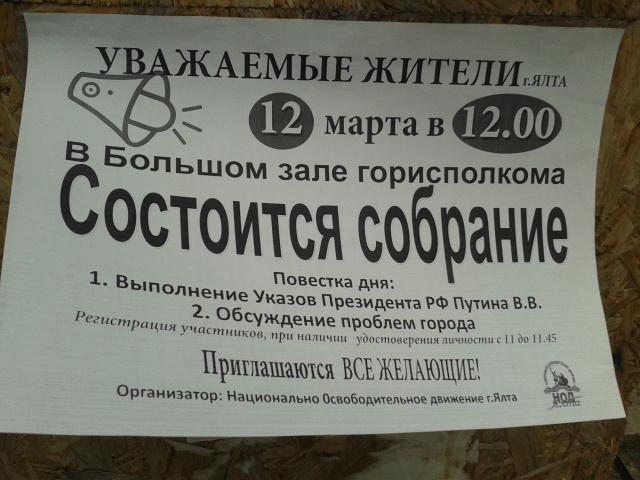 УВАЖАЕМЫЕ ЖИТЕЛИ г.ЯЛТА
12 марта в 12.00
В Большом зале горисполкома
Состоится собрание
Повестка дня:
1. Выполнение Указов Президента РФ Путина В.В.
2. Обсуждение проблем города
Регистрация участников, при наличии удостоверения личности с 11 до 11.45
Приглашаются ВСЕ ЖЕЛАЮЩИЕ!
Организатор: Национально Освободительное движение г.Ялта
НОД
Ялта